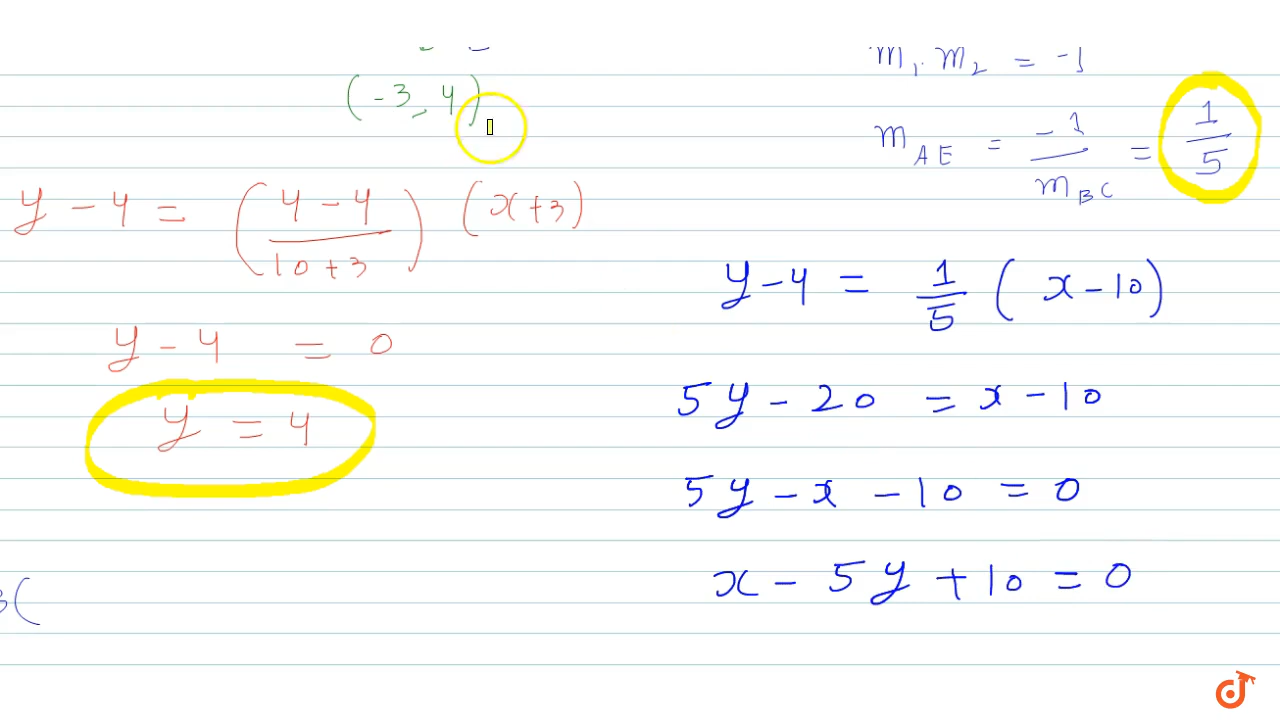 (-3, 4)
y - 4 = ((4 - 4)/(10 + 3)) (x + 3)
y - 4 = 0
y = 4
3(
m₁. m₂ = -1
m_AE = -1/m_BC = 1/5
y - 4 = 1/5 (x - 10)
5y - 20 = x - 10
5y - x - 10 = 0
x - 5y + 10 = 0